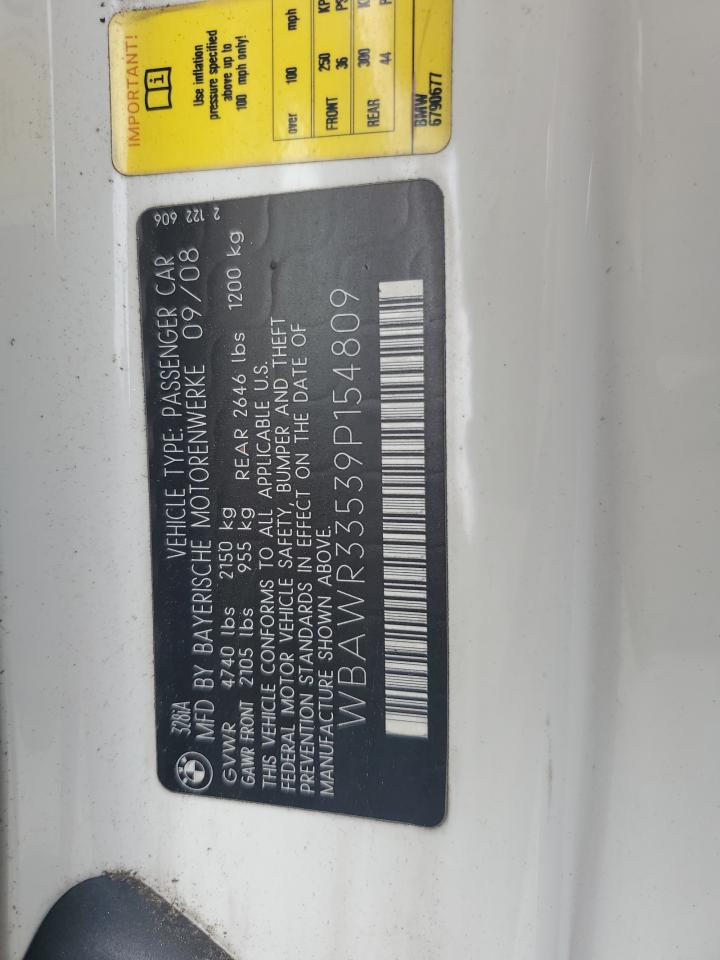 328iA VEHICLE TYPE: PASSENGER CAR 2 122 606
MFD BY BAYERISCHE MOTORENWERKE 09/08
GVWR 4740 lbs 2150 kg
GAWR FRONT 2105 lbs 955 kg REAR 2646 lbs 1200 kg
THIS VEHICLE CONFORMS TO ALL APPLICABLE U.S.
FEDERAL MOTOR VEHICLE SAFETY, BUMPER AND THEFT
PREVENTION STANDARDS IN EFFECT ON THE DATE OF
MANUFACTURE SHOWN ABOVE.
WBAWR33539P154809
IMPORTANT!
i
Use inflation
pressure specified
above up to
100 mph only!
over 100 mph
FRONT 250
36
REAR 300
44
BMW
6790677